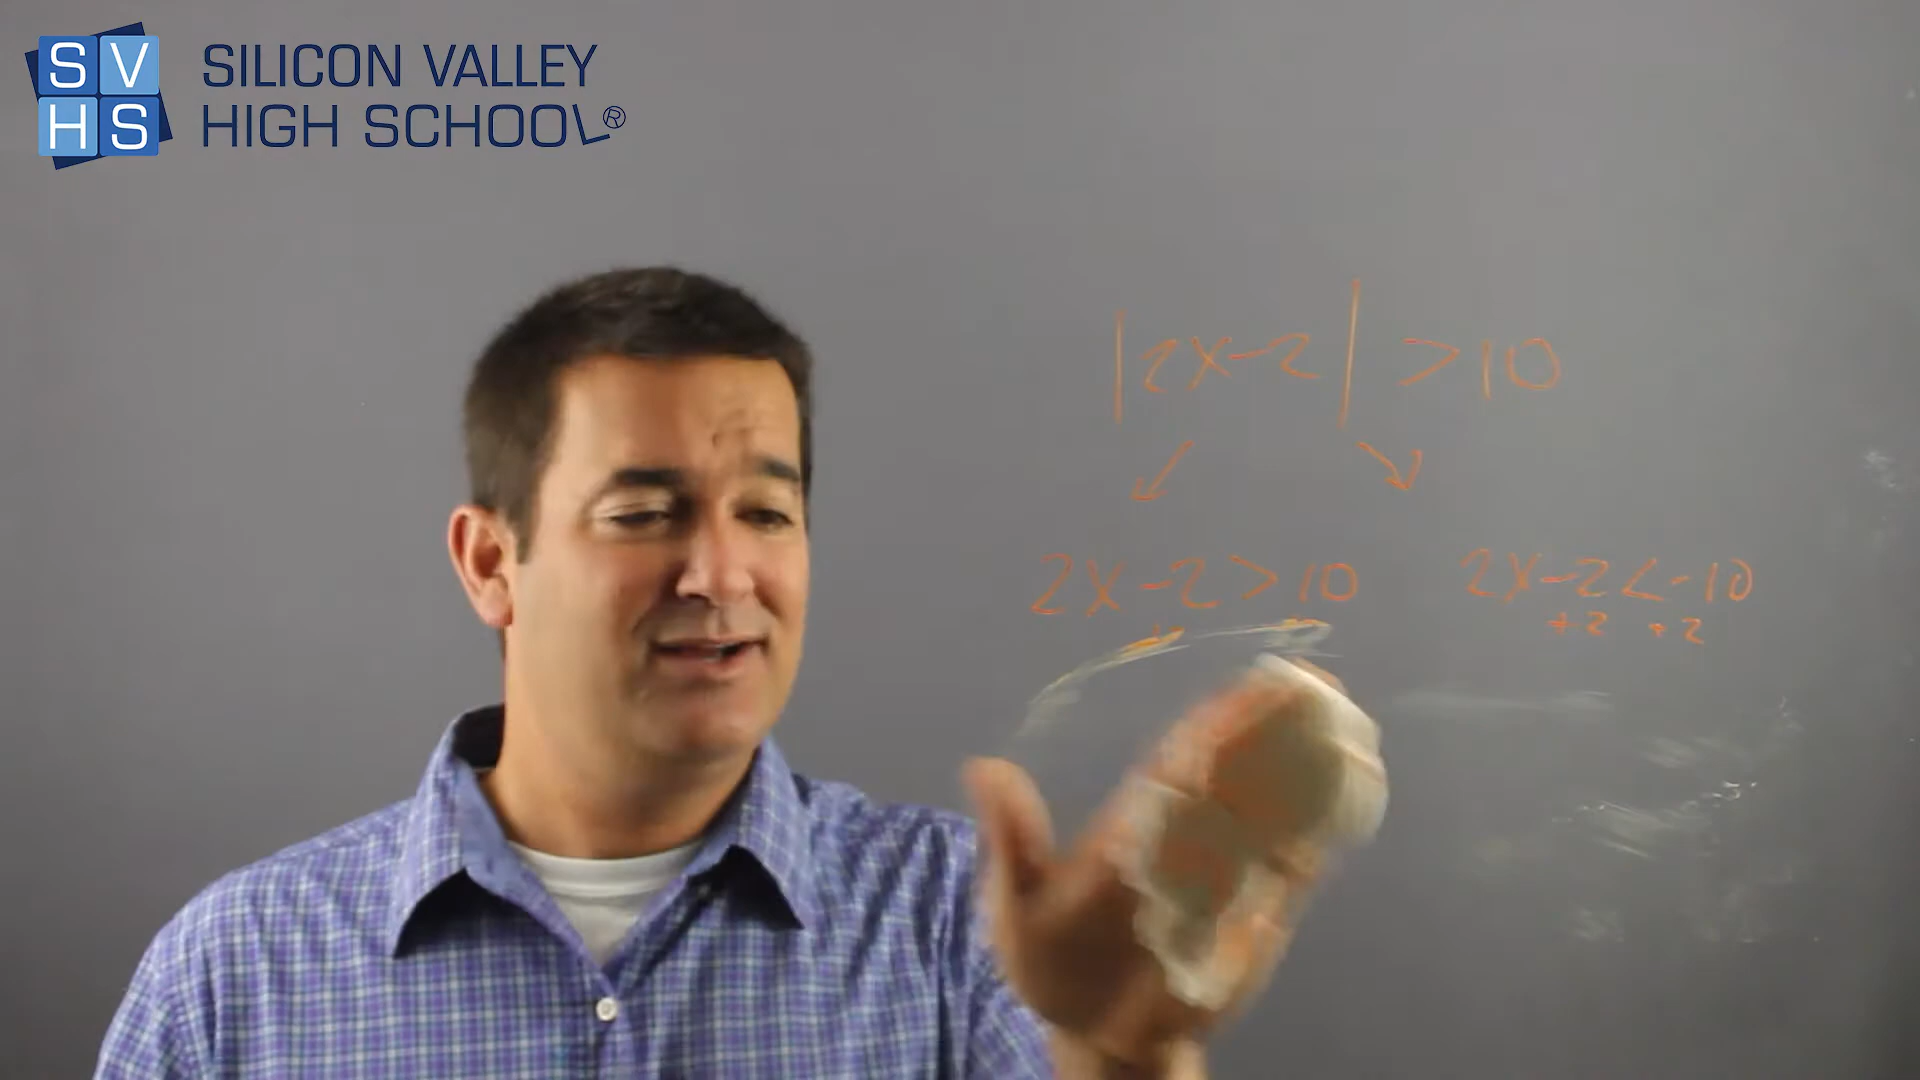 SV
HS
SILICON VALLEY
HIGH SCHOOL®
|2x-2| >10
2x-2>10
2x-2<-10
+2 +2